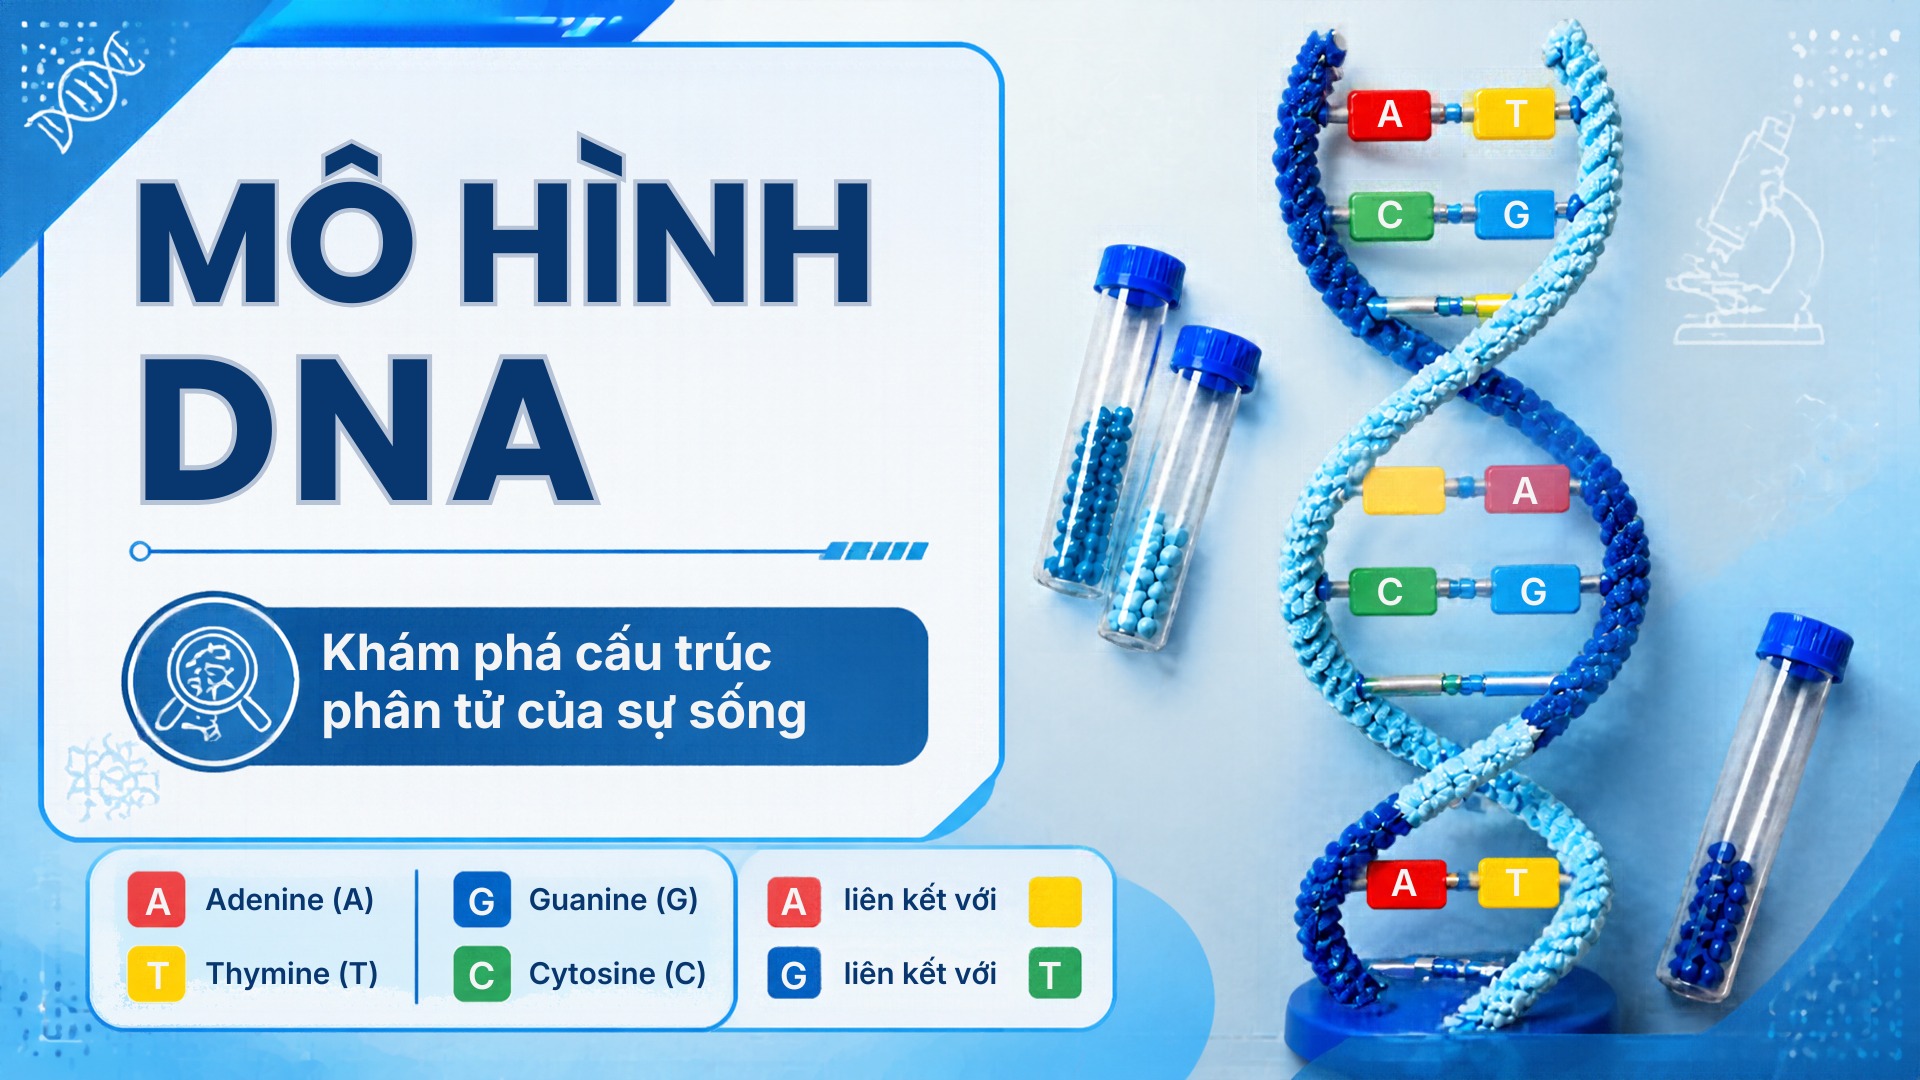 MÔ HÌNH
DNA
Khám phá cấu trúc
phân tử của sự sống
A Adenine (A)
T Thymine (T)
G Guanine (G)
C Cytosine (C)
A liên kết với
G liên kết với T
A T
C G
A
C G
A T